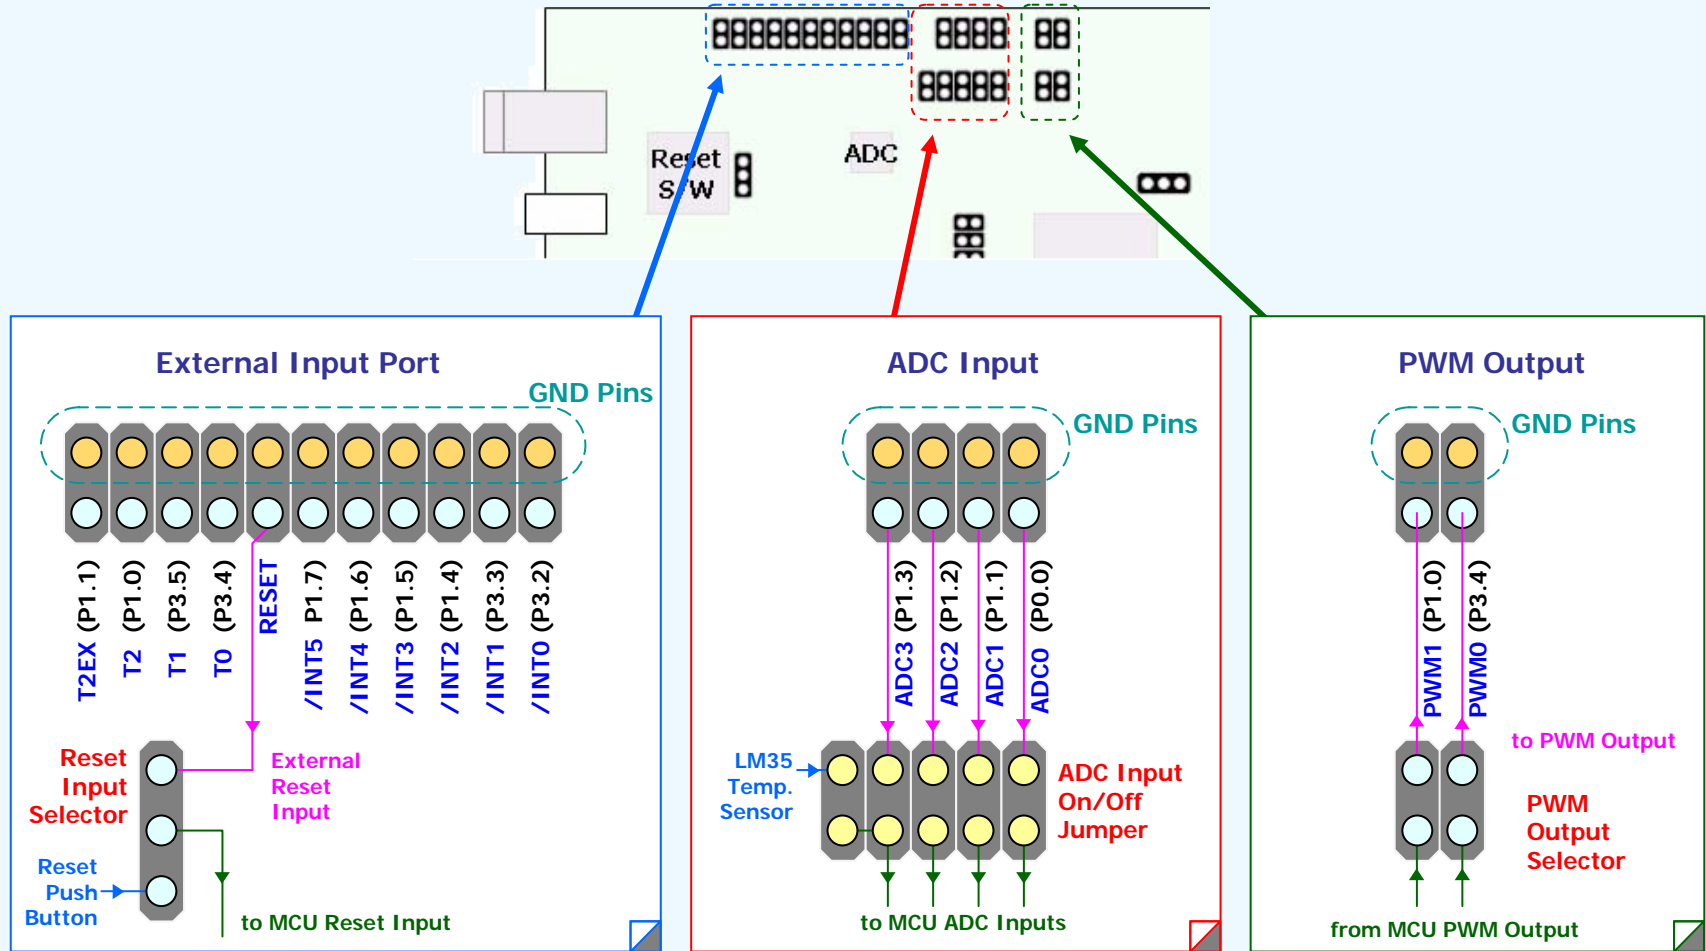 Reset
S/W
ADC
External Input Port
GND Pins
T2EX (P1.1)
T2 (P1.0)
T1 (P3.5)
T0 (P3.4)
RESET
/INT5 P1.7)
/INT4 (P1.6)
/INT3 (P1.5)
/INT2 (P1.4)
/INT1 (P3.3)
/INT0 (P3.2)
Reset
Input
Selector
External
Reset
Input
Reset
Push
Button
to MCU Reset Input
ADC Input
GND Pins
ADC3 (P1.3)
ADC2 (P1.2)
ADC1 (P1.1)
ADC0 (P0.0)
LM35
Temp.
Sensor
ADC Input
On/Off
Jumper
to MCU ADC Inputs
PWM Output
GND Pins
PWM1 (P1.0)
PWM0 (P3.4)
to PWM Output
PWM
Output
Selector
from MCU PWM Output